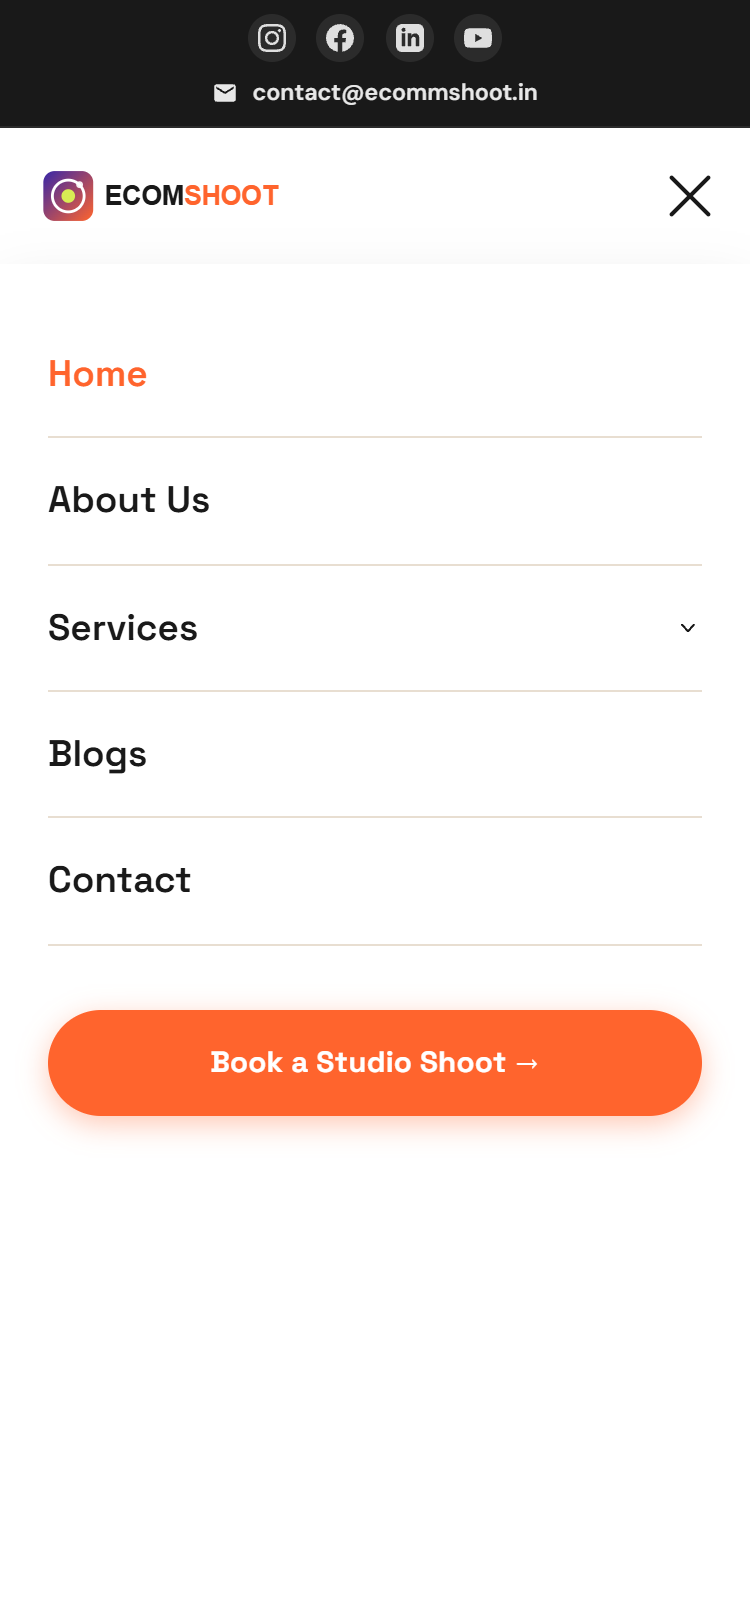 contact@ecommshoot.in
ECOMSHOOT
Home
About Us
Services
Blogs
Contact
Book a Studio Shoot →